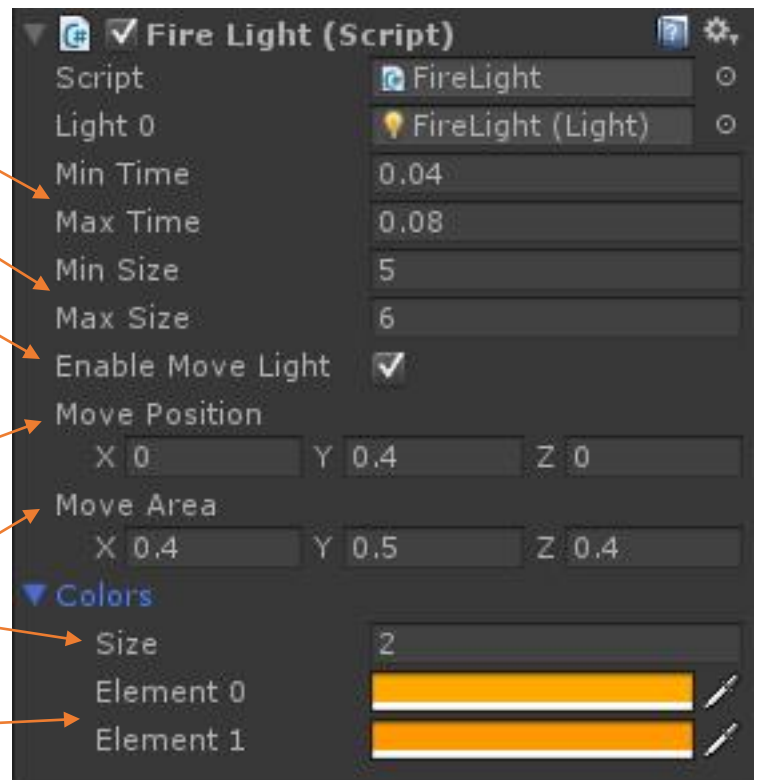 Fire Light (Script)
Script FireLight
Light 0 FireLight (Light)
Min Time 0.04
Max Time 0.08
Min Size 5
Max Size 6
Enable Move Light
Move Position
X 0 Y 0.4 Z 0
Move Area
X 0.4 Y 0.5 Z 0.4
Colors
Size 2
Element 0
Element 1